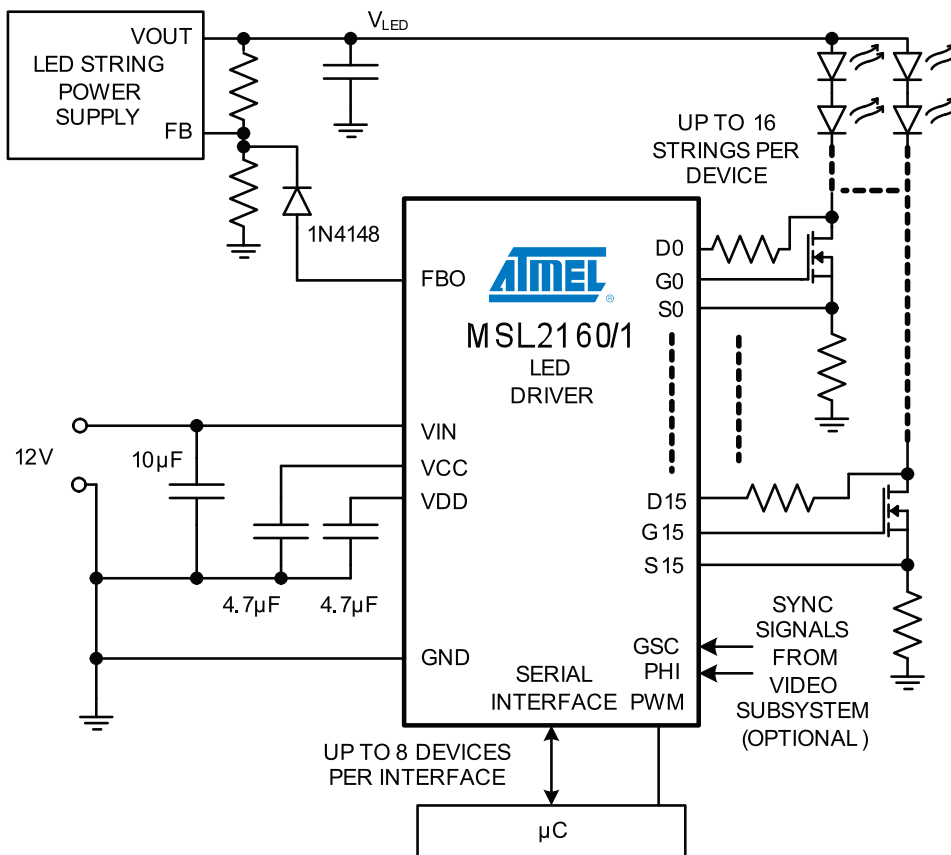 VOUT
LED STRING
POWER
SUPPLY
FB
VLED
UP TO 16
STRINGS PER
DEVICE
1N4148
FBO
ATMEL
®
MSL2160/1
LED
DRIVER
D0
G0
S0
12V
10µF
VIN
VCC
VDD
4.7µF
4.7µF
GND
D15
G15
S15
GSC
PHI
PWM
SERIAL
INTERFACE
SYNC
SIGNALS
FROM
VIDEO
SUBSYSTEM
(OPTIONAL)
UP TO 8 DEVICES
PER INTERFACE
µC